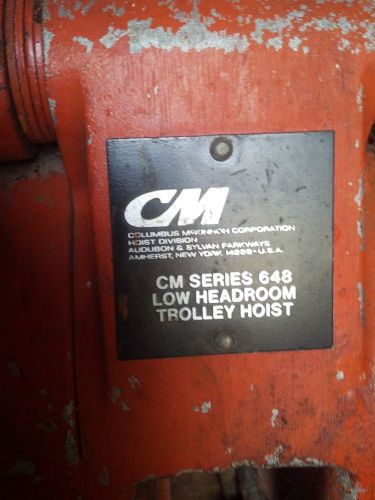 CM
COLUMBUS McKINNON CORPORATION
HOIST DIVISION
AUDUBON & SYLVAN PARKWAYS
AMHERST, NEW YORK 14228-U.S.A.
CM SERIES 648
LOW HEADROOM
TROLLEY HOIST